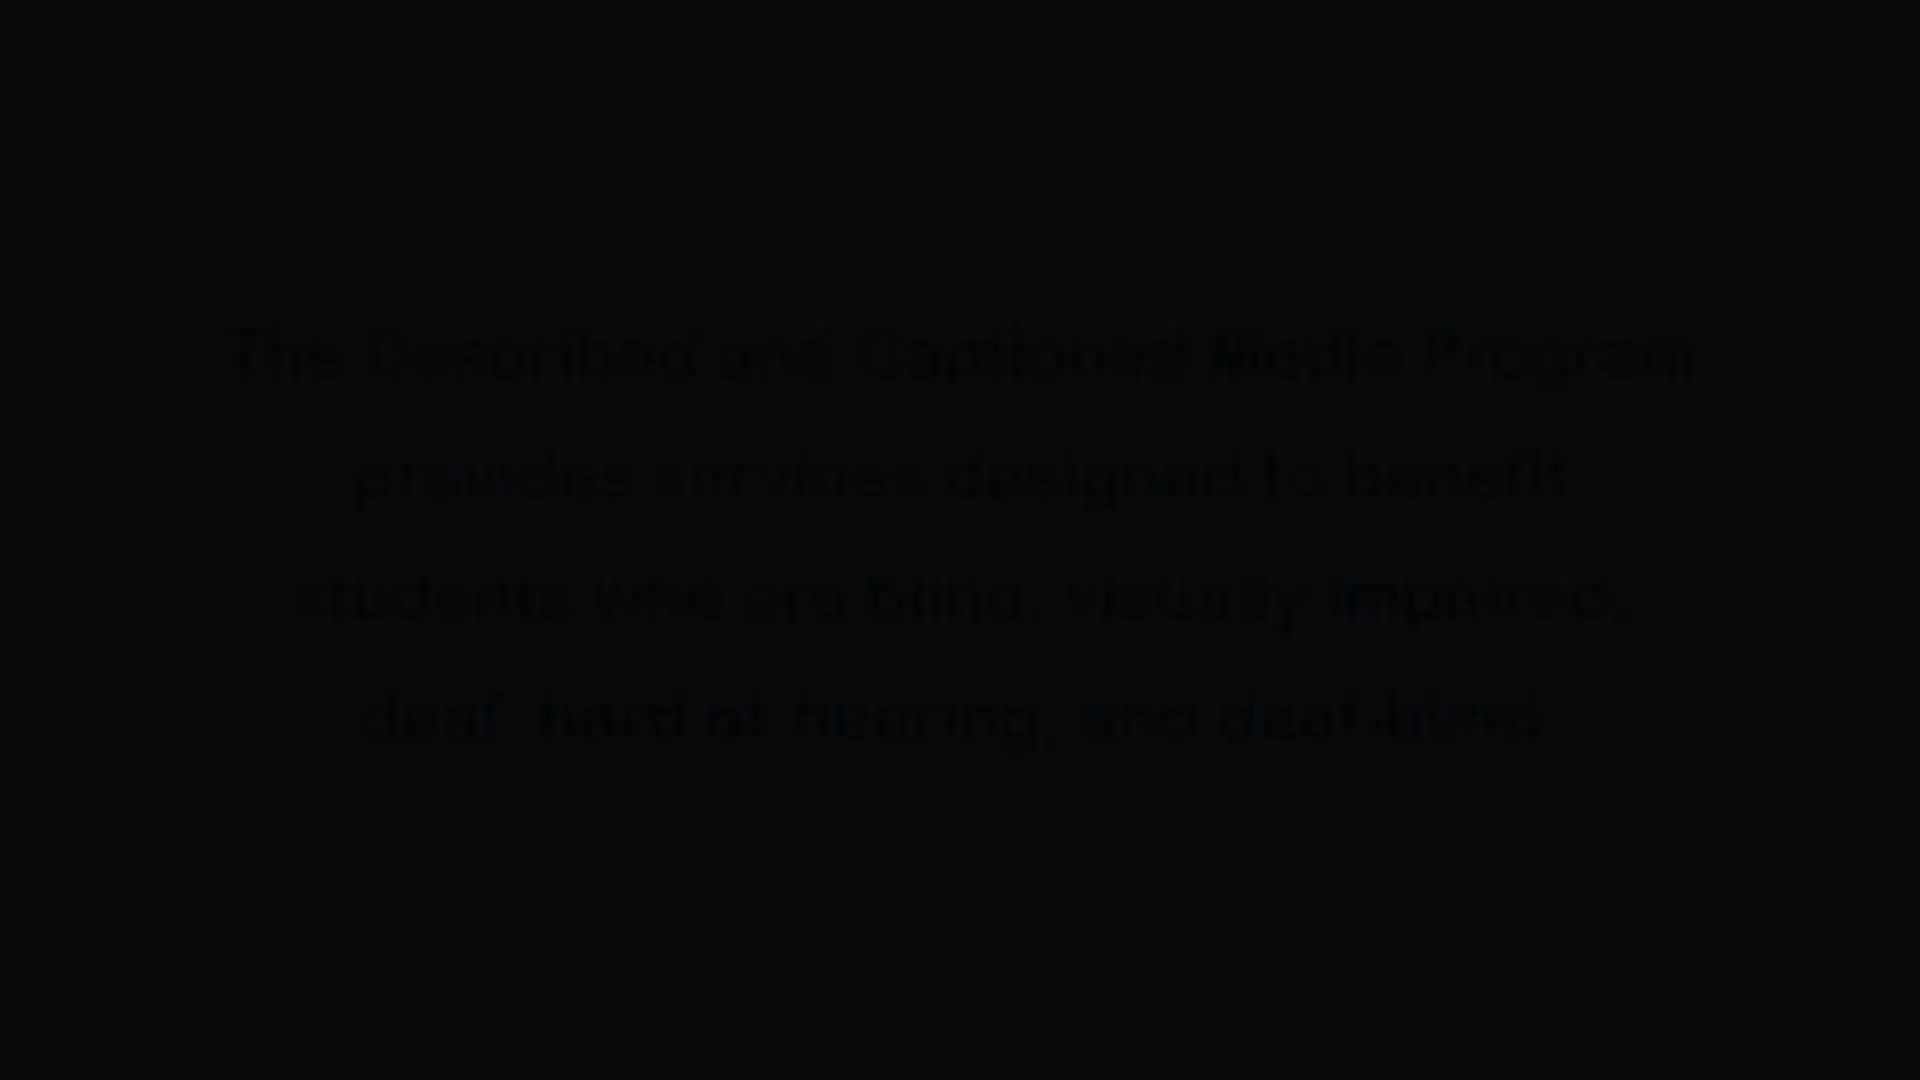 The Described and Captioned Media Program
provides services designed to benefit
students who are blind, visually impaired,
deaf, hard of hearing, and deaf-blind.